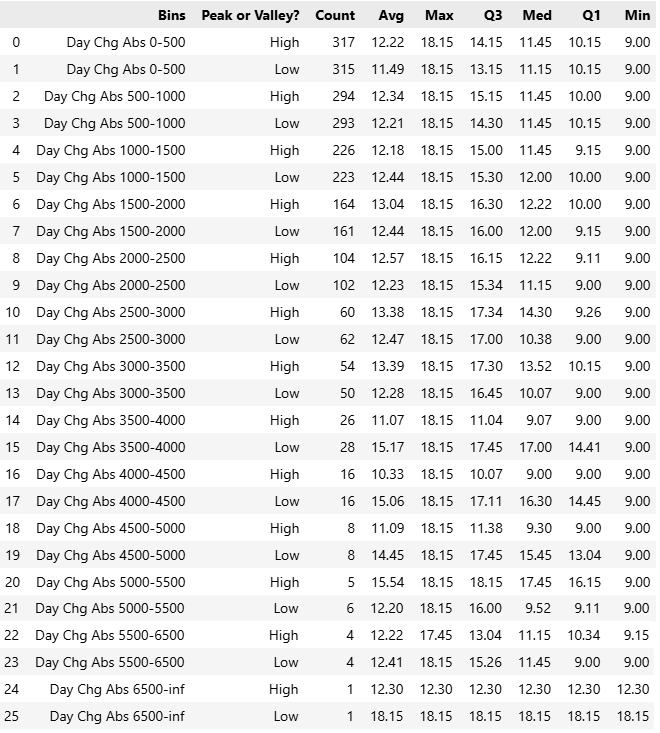 Bins Peak or Valley? Count Avg Max Q3 Med Q1 Min
0 Day Chg Abs 0-500 High 317 12.22 18.15 14.15 11.45 10.15 9.00
1 Day Chg Abs 0-500 Low 315 11.49 18.15 13.15 11.15 10.15 9.00
2 Day Chg Abs 500-1000 High 294 12.34 18.15 15.15 11.45 10.00 9.00
3 Day Chg Abs 500-1000 Low 293 12.21 18.15 14.30 11.45 10.15 9.00
4 Day Chg Abs 1000-1500 High 226 12.18 18.15 15.00 11.45 9.15 9.00
5 Day Chg Abs 1000-1500 Low 223 12.44 18.15 15.30 12.00 10.00 9.00
6 Day Chg Abs 1500-2000 High 164 13.04 18.15 16.30 12.22 10.00 9.00
7 Day Chg Abs 1500-2000 Low 161 12.44 18.15 16.00 12.00 9.15 9.00
8 Day Chg Abs 2000-2500 High 104 12.57 18.15 16.15 12.22 9.11 9.00
9 Day Chg Abs 2000-2500 Low 102 12.23 18.15 15.34 11.15 9.00 9.00
10 Day Chg Abs 2500-3000 High 60 13.38 18.15 17.34 14.30 9.26 9.00
11 Day Chg Abs 2500-3000 Low 62 12.47 18.15 17.00 10.38 9.00 9.00
12 Day Chg Abs 3000-3500 High 54 13.39 18.15 17.30 13.52 10.15 9.00
13 Day Chg Abs 3000-3500 Low 50 12.28 18.15 16.45 10.07 9.00 9.00
14 Day Chg Abs 3500-4000 High 26 11.07 18.15 11.04 9.07 9.00 9.00
15 Day Chg Abs 3500-4000 Low 28 15.17 18.15 17.45 17.00 14.41 9.00
16 Day Chg Abs 4000-4500 High 16 10.33 18.15 10.07 9.00 9.00 9.00
17 Day Chg Abs 4000-4500 Low 16 15.06 18.15 17.11 16.30 14.45 9.00
18 Day Chg Abs 4500-5000 High 8 11.09 18.15 11.38 9.30 9.00 9.00
19 Day Chg Abs 4500-5000 Low 8 14.45 18.15 17.45 15.45 13.04 9.00
20 Day Chg Abs 5000-5500 High 5 15.54 18.15 18.15 17.45 16.15 9.00
21 Day Chg Abs 5000-5500 Low 6 12.20 18.15 16.00 9.52 9.11 9.00
22 Day Chg Abs 5500-6500 High 4 12.22 17.45 13.04 11.15 10.34 9.15
23 Day Chg Abs 5500-6500 Low 4 12.41 18.15 15.26 11.45 9.00 9.00
24 Day Chg Abs 6500-inf High 1 12.30 12.30 12.30 12.30 12.30 12.30
25 Day Chg Abs 6500-inf Low 1 18.15 18.15 18.15 18.15 18.15 18.15